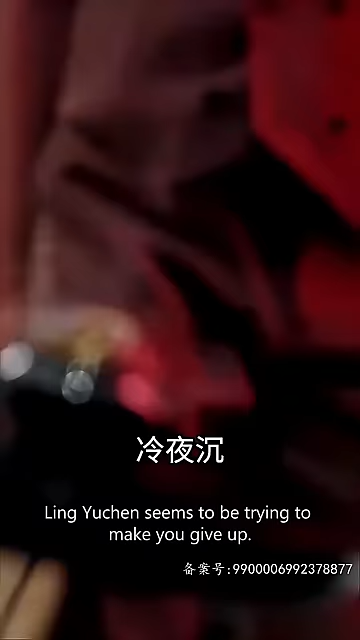 冷夜沉
Ling Yuchen seems to be trying to
make you give up.
备案号:9900006992378877